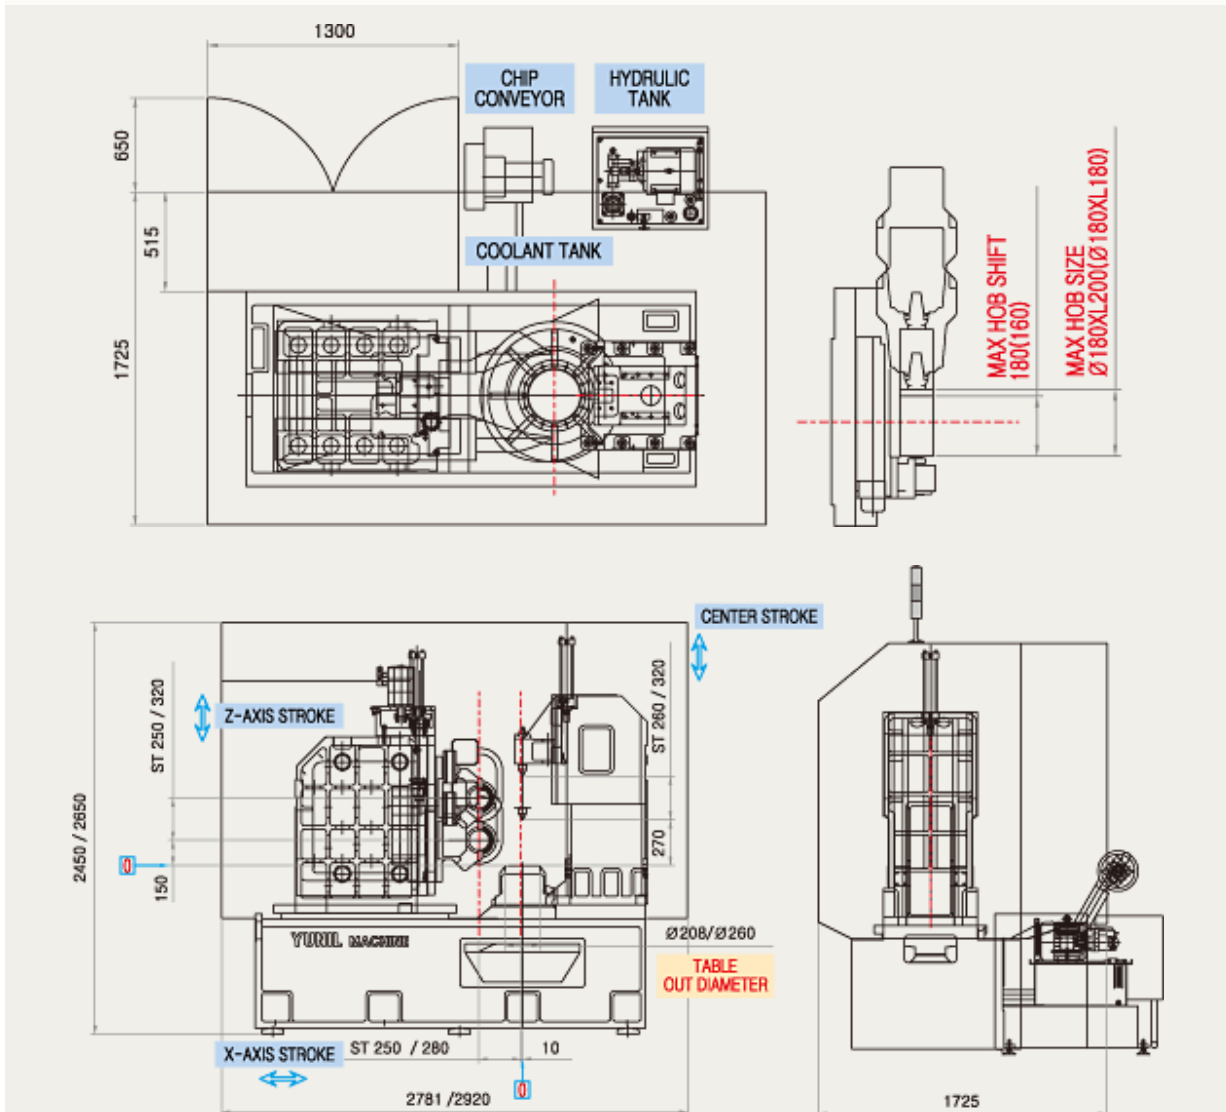 1300
CHIP
CONVEYOR
HYDRULIC
TANK
650
515
COOLANT TANK
1725
MAX HOB SHIFT
180(160)
MAX HOB SIZE
Ø180XL200(Ø180XL180)
CENTER STROKE
ST 250 / 320
Z-AXIS STROKE
ST 260 / 320
2450 / 2650
270
0
150
YUNIL MACHINE
Ø208/Ø260
TABLE
OUT DIAMETER
X-AXIS STROKE
ST 250 / 280
10
0
2781 /2920
1725